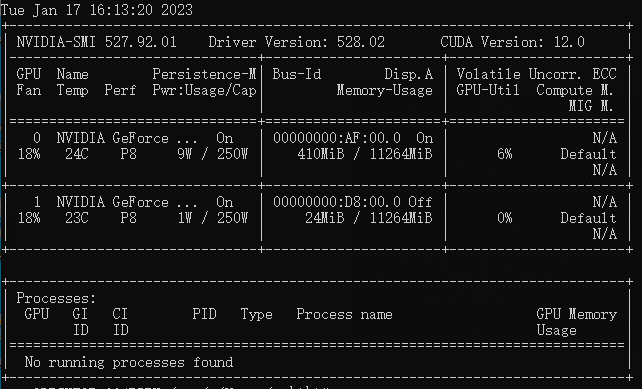 Tue Jan 17 16:13:20 2023
NVIDIA-SMI 527.92.01 Driver Version: 528.02 CUDA Version: 12.0
GPU Name Persistence-M Bus-Id Disp.A Volatile Uncorr. ECC
Fan Temp Perf Pwr:Usage/Cap Memory-Usage GPU-Util Compute M.
MIG M.
0 NVIDIA GeForce ... On 00000000:AF:00.0 On N/A
18% 24C P8 9W / 250W 410MiB / 11264MiB 6% Default
N/A
1 NVIDIA GeForce ... On 00000000:D8:00.0 Off N/A
18% 23C P8 1W / 250W 24MiB / 11264MiB 0% Default
N/A
Processes:
GPU GI CI PID Type Process name GPU Memory
ID ID Usage
No running processes found